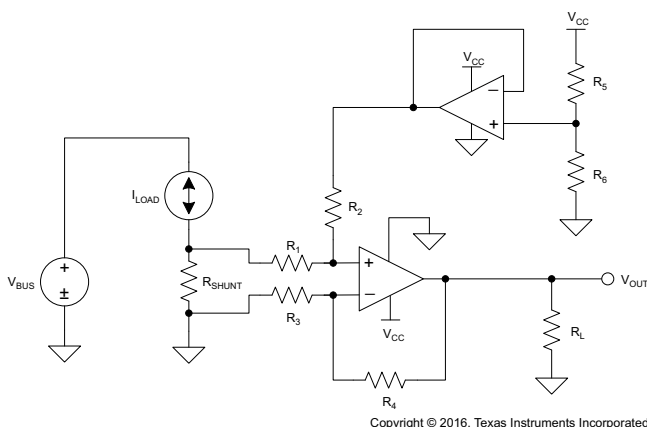 VCC
VCC
R5
R6
ILOAD
R2
R1
VBUS
+
±
RSHUNT
R3
+
−
−
+
VCC
VOUT
RL
R4
Copyright © 2016, Texas Instruments Incorporated